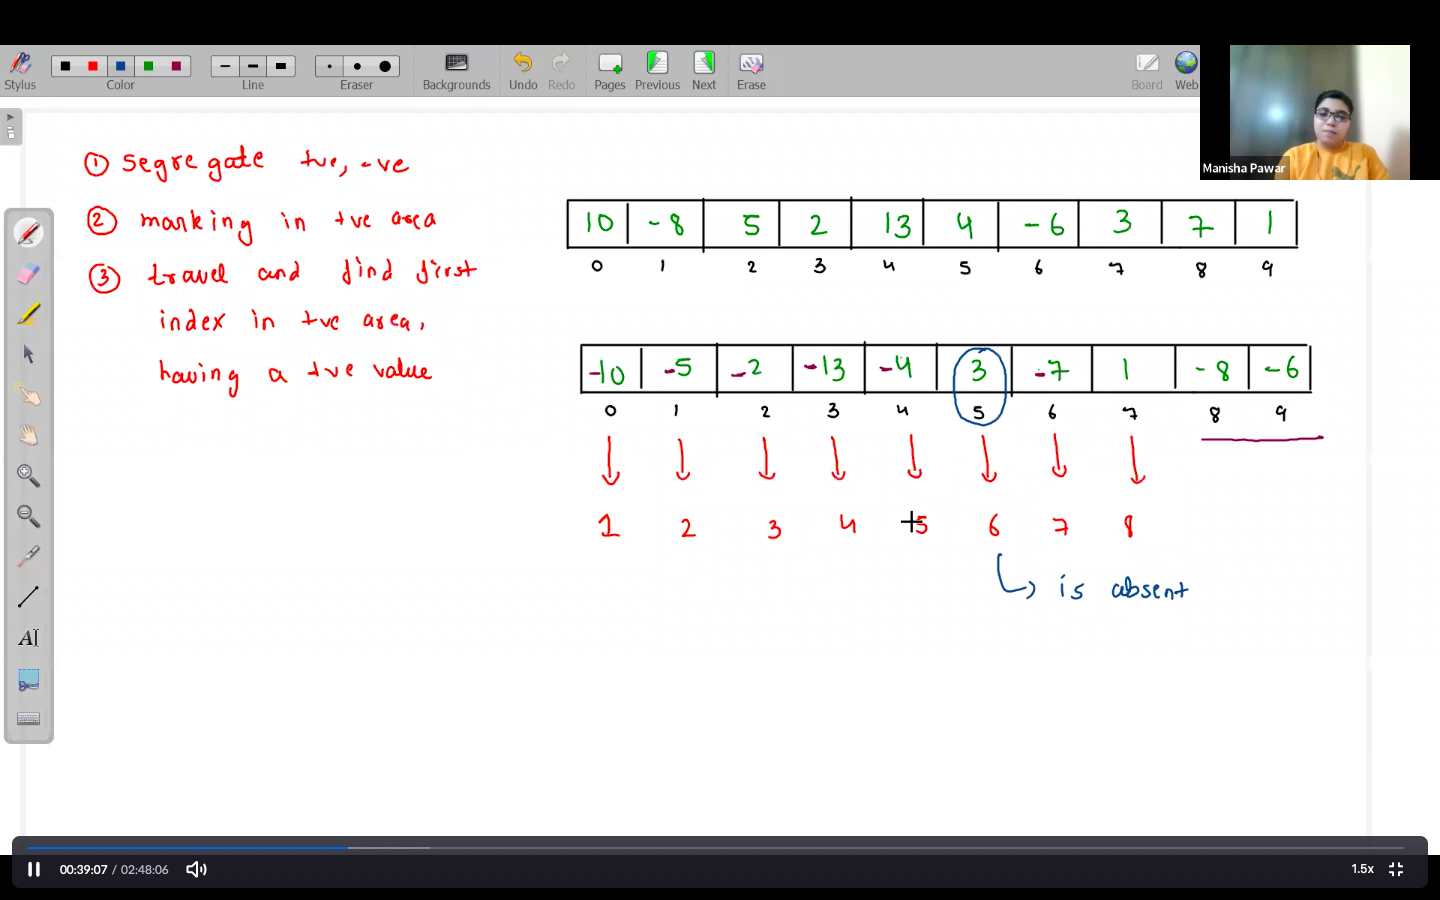 Stylus
Color
Line
Eraser
Backgrounds
Undo
Redo
Pages
Previous
Next
Erase
Board
Web
Manisha Pawar
① segregate +ve, -ve
② marking in +ve area
③ travel and find first
index in +ve area,
having a +ve value
10 -8 5 2 13 4 -6 3 7 1
0 1 2 3 4 5 6 7 8 9
-10 -5 -2 -13 -4 3 -7 1 -8 -6
0 1 2 3 4 5 6 7 8 9
1 2 3 4 5 6 7 8
is absent
AI
00:39:07 / 02:48:06
1.5x